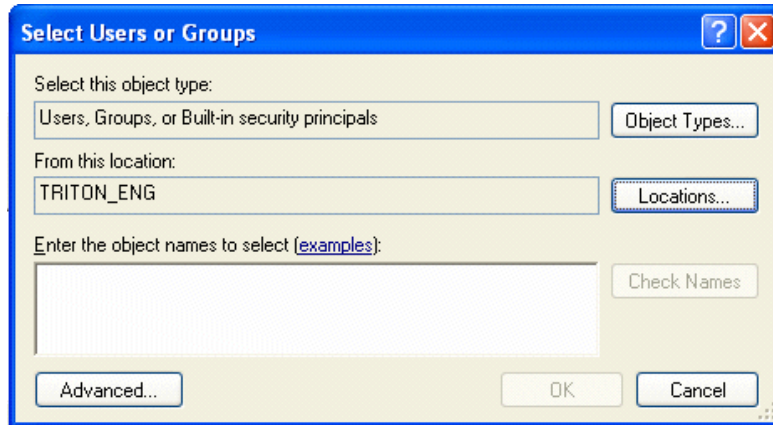 Select Users or Groups
Select this object type:
Users, Groups, or Built-in security principals
Object Types...
From this location:
TRITON_ENG
Locations...
Enter the object names to select (examples):
Check Names
Advanced...
OK
Cancel